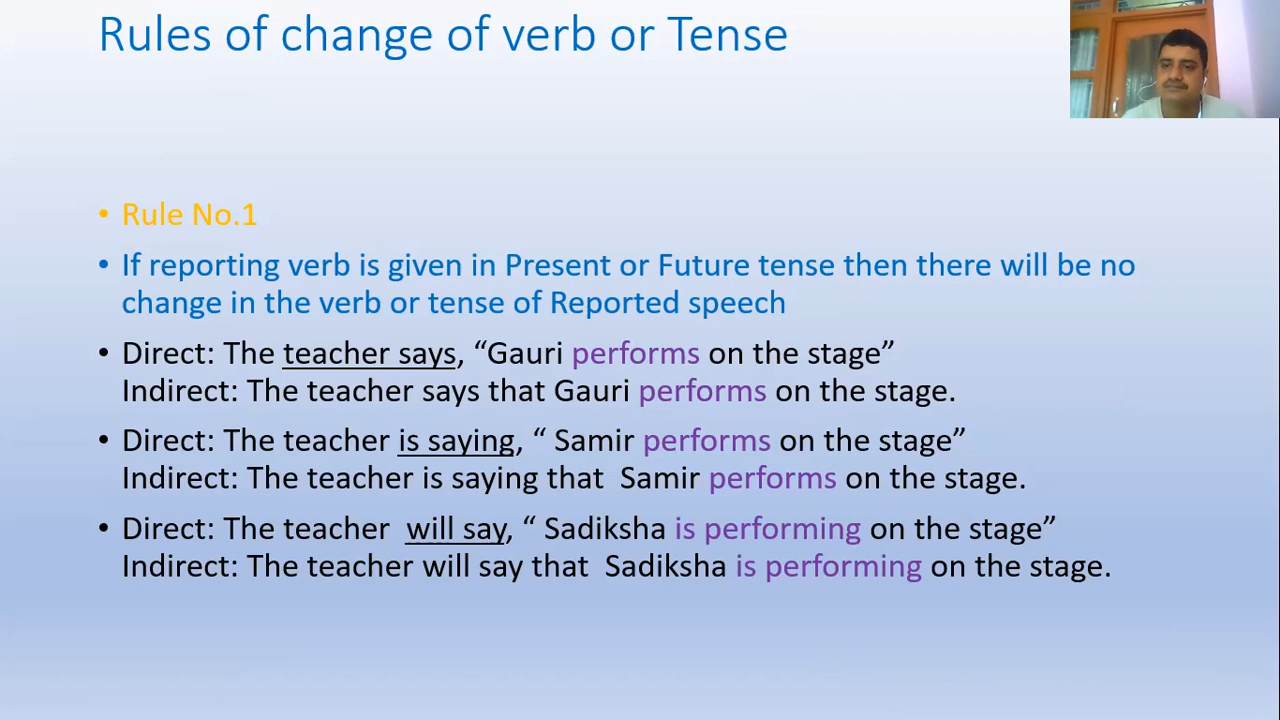 Rules of change of verb or Tense
• Rule No.1
• If reporting verb is given in Present or Future tense then there will be no
change in the verb or tense of Reported speech
• Direct: The teacher says, “Gauri performs on the stage”
Indirect: The teacher says that Gauri performs on the stage.
• Direct: The teacher is saying, “ Samir performs on the stage”
Indirect: The teacher is saying that  Samir performs on the stage.
• Direct: The teacher  will say, “ Sadiksha is performing on the stage”
Indirect: The teacher will say that  Sadiksha is performing on the stage.